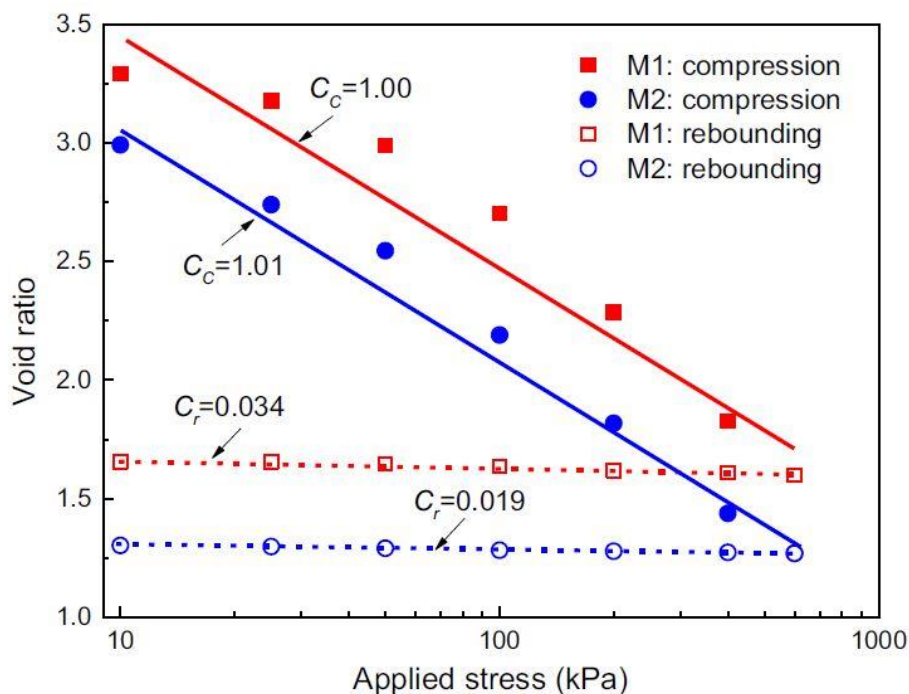 3.5
3.0
2.5
2.0
1.5
1.0
Void ratio
M1: compression
M2: compression
M1: rebounding
M2: rebounding
C_C=1.00
C_C=1.01
C_r=0.034
C_r=0.019
10
100
1000
Applied stress (kPa)